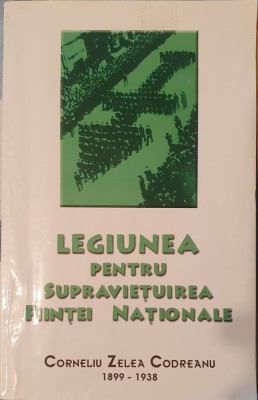 LEGIUNEA
PENTRU
SUPRAVIEȚUIREA
FIINȚEI NAȚIONALE
CORNELIU ZELEA CODREANU
1899 - 1938